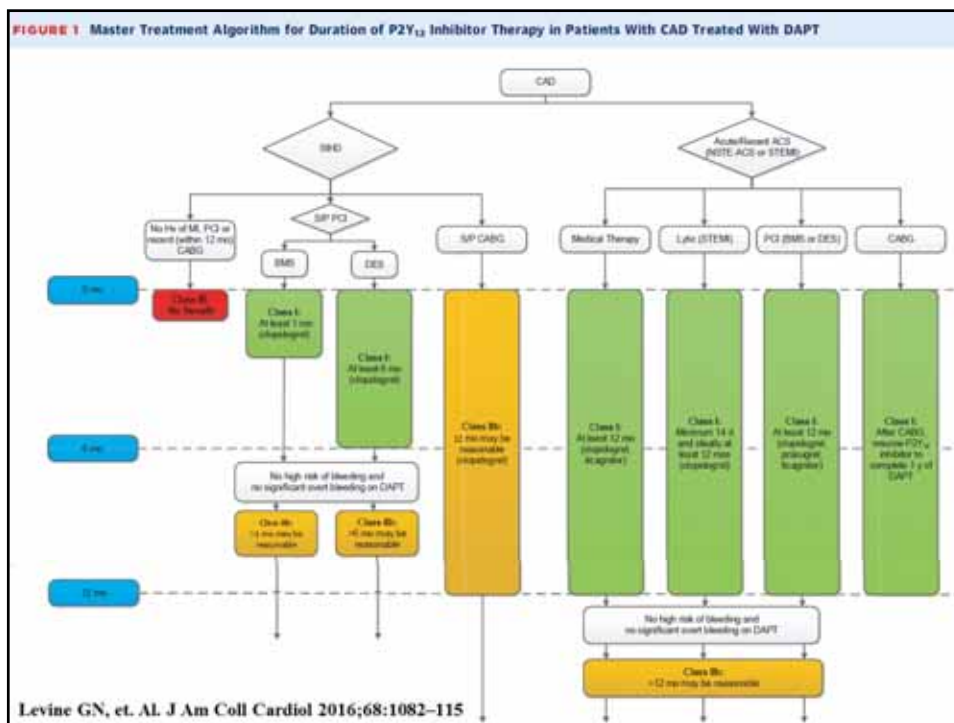 FIGURE 1 Master Treatment Algorithm for Duration of P2Y₁₂ Inhibitor Therapy in Patients With CAD Treated With DAPT
CAD
SIHD
Acute/Recent ACS
(NSTE-ACS or STEMI)
No Hx of MI, PCI or
recent (within 12 mo)
CABG
S/P PCI
BMS
DES
S/P CABG
Medical Therapy
Lytic (STEMI)
PCI (BMS or DES)
CABG
0 mo
Class III:
No Benefit
Class I:
At least 1 mo
(clopidogrel)
Class I:
At least 6 mo
(clopidogrel)
Class IIb:
12 mo may be
reasonable
(clopidogrel)
Class I:
At least 12 mo
(clopidogrel,
ticagrelor)
Class I:
Minimum 14 d
and ideally at
least 12 mo
(clopidogrel)
Class I:
At least 12 mo
(clopidogrel,
prasugrel,
ticagrelor)
Class I:
After CABG,
resume P2Y₁₂
inhibitor to
complete 1 y of
DAPT
6 mo
No high risk of bleeding and
no significant overt bleeding on DAPT
Class IIb:
>1 mo may be
reasonable
Class IIb:
>6 mo may be
reasonable
12 mo
No high risk of bleeding and
no significant overt bleeding on DAPT
Class IIb:
>12 mo may be reasonable
Levine GN, et. Al. J Am Coll Cardiol 2016;68:1082–115